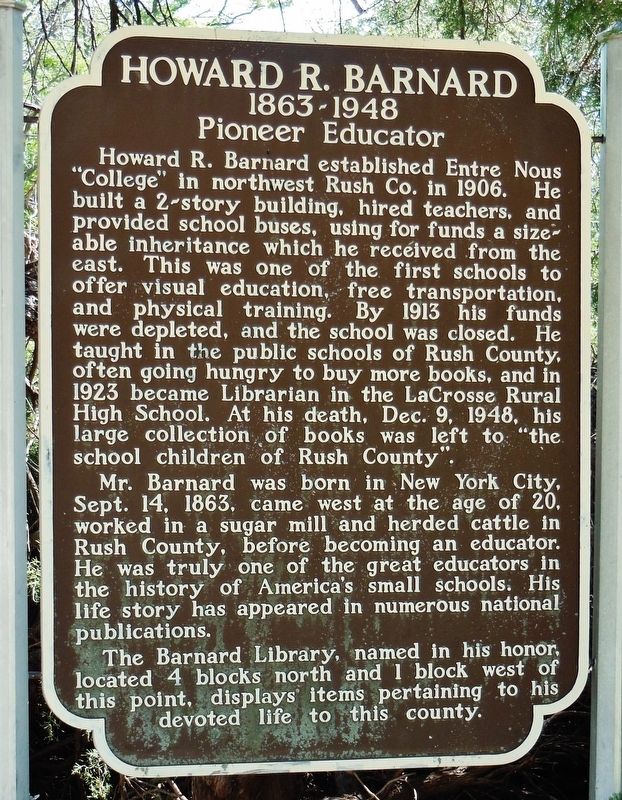 HOWARD R. BARNARD
1863-1948
Pioneer Educator
Howard R. Barnard established Entre Nous
"College" in northwest Rush Co. in 1906. He
built a 2-story building, hired teachers, and
provided school buses, using for funds a size-
able inheritance which he received from the
east. This was one of the first schools to
offer visual education, free transportation,
and physical training. By 1913 his funds
were depleted, and the school was closed. He
taught in the public schools of Rush County,
often going hungry to buy more books, and in
1923 became Librarian in the LaCrosse Rural
High School. At his death, Dec. 9, 1948, his
large collection of books was left to "the
school children of Rush County".
Mr. Barnard was born in New York City,
Sept. 14, 1863, came west at the age of 20,
worked in a sugar mill and herded cattle in
Rush County, before becoming an educator.
He was truly one of the great educators in
the history of America's small schools. His
life story has appeared in numerous national
publications.
The Barnard Library, named in his honor,
located 4 blocks north and 1 block west of
this point, displays items pertaining to his
devoted life to this county.